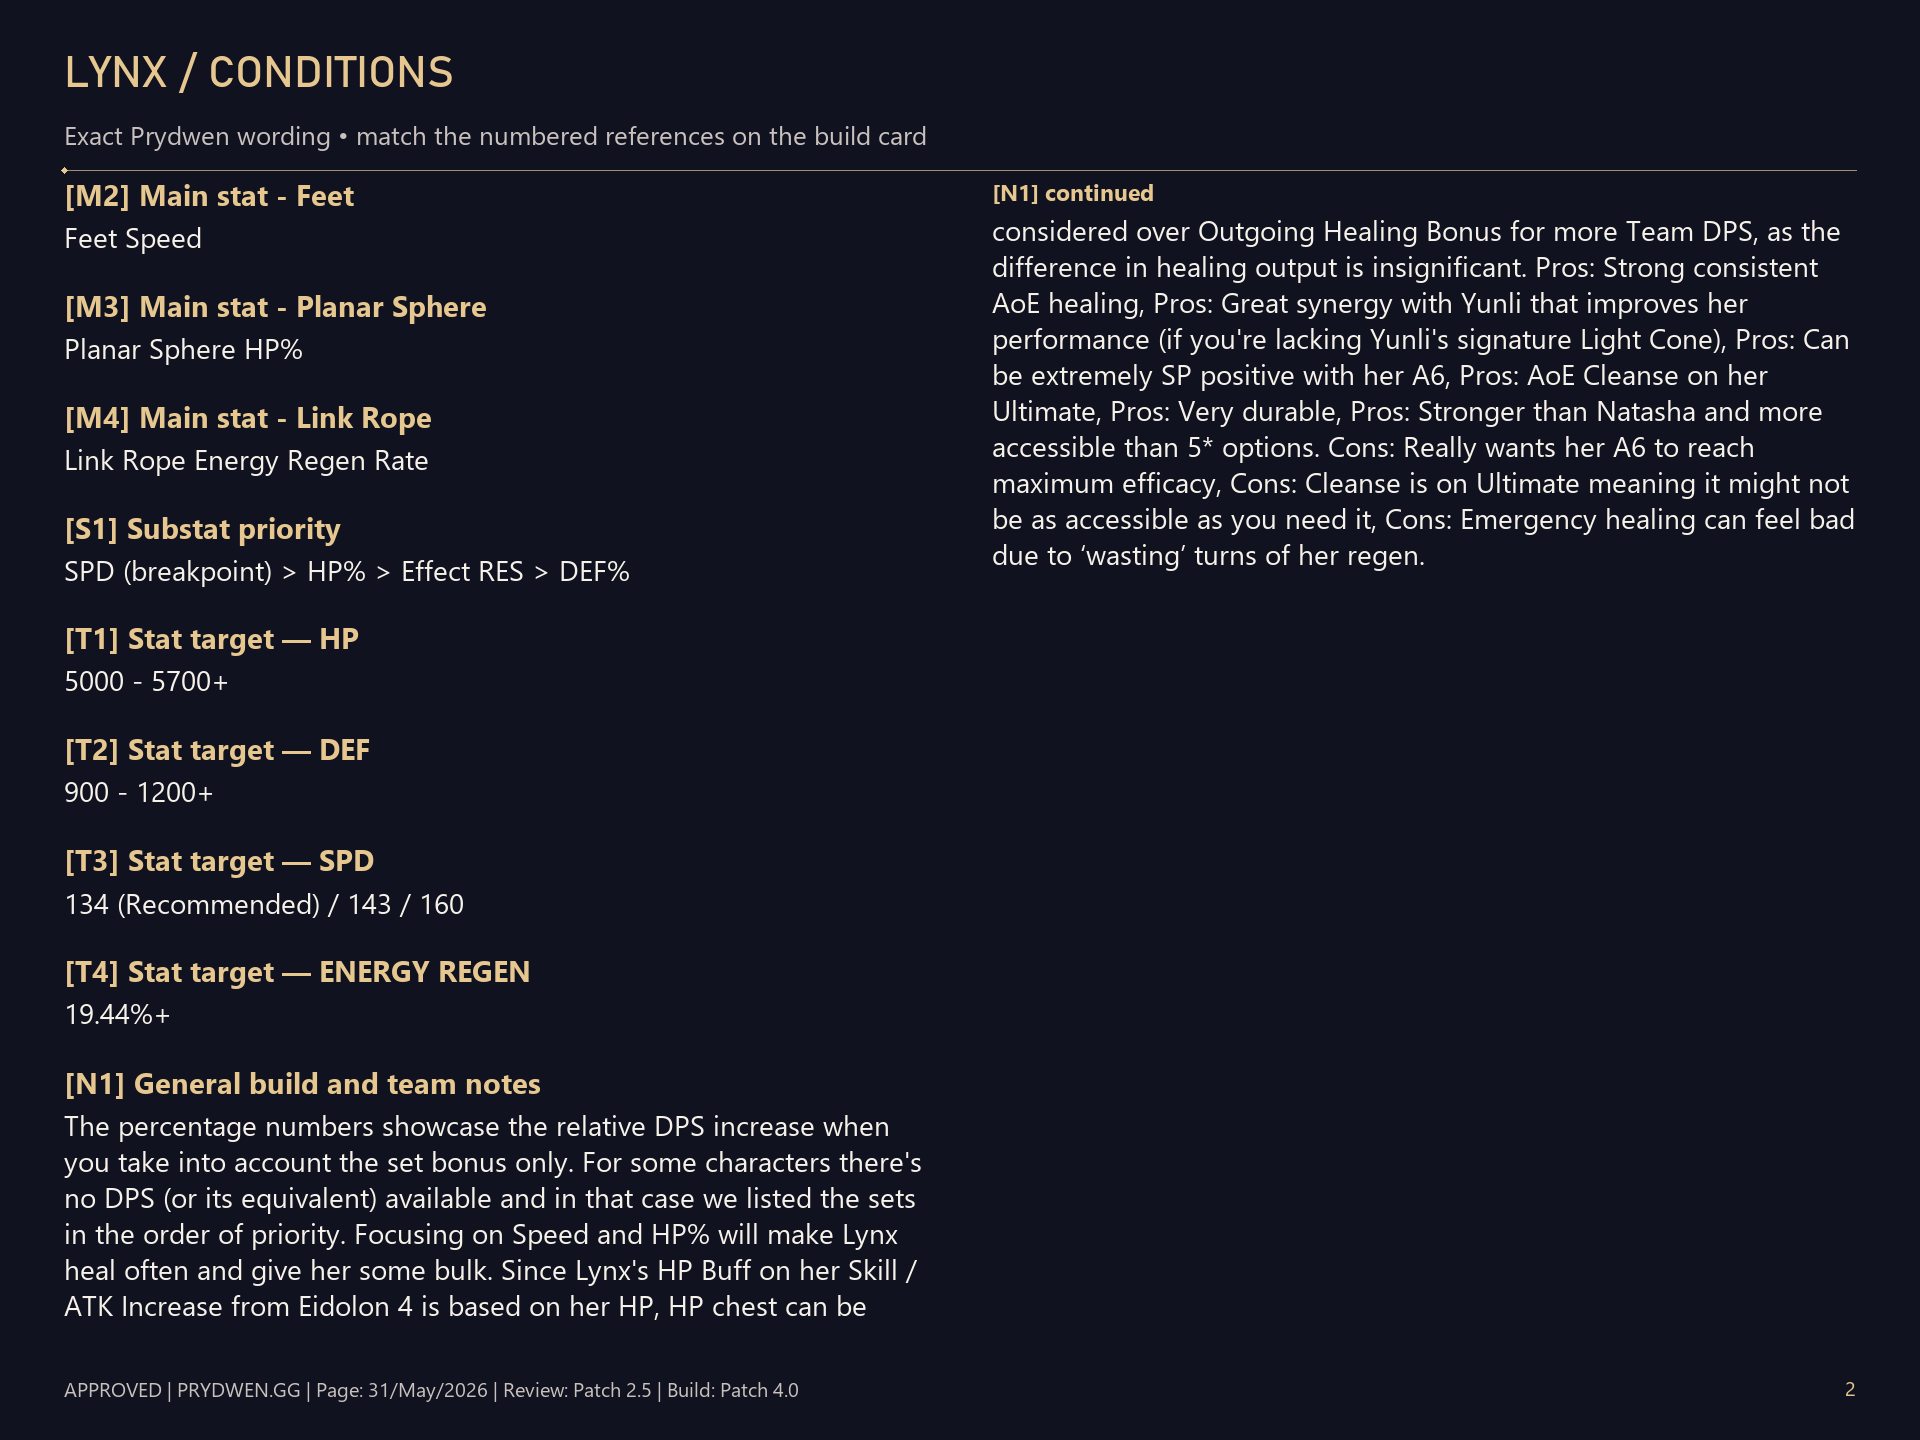 LYNX / CONDITIONS
Exact Prydwen wording • match the numbered references on the build card
[M2] Main stat - Feet
Feet Speed
[M3] Main stat - Planar Sphere
Planar Sphere HP%
[M4] Main stat - Link Rope
Link Rope Energy Regen Rate
[S1] Substat priority
SPD (breakpoint) > HP% > Effect RES > DEF%
[T1] Stat target — HP
5000 - 5700+
[T2] Stat target — DEF
900 - 1200+
[T3] Stat target — SPD
134 (Recommended) / 143 / 160
[T4] Stat target — ENERGY REGEN
19.44%+
[N1] General build and team notes
The percentage numbers showcase the relative DPS increase when
you take into account the set bonus only. For some characters there's
no DPS (or its equivalent) available and in that case we listed the sets
in the order of priority. Focusing on Speed and HP% will make Lynx
heal often and give her some bulk. Since Lynx's HP Buff on her Skill /
ATK Increase from Eidolon 4 is based on her HP, HP chest can be
[N1] continued
considered over Outgoing Healing Bonus for more Team DPS, as the
difference in healing output is insignificant. Pros: Strong consistent
AoE healing, Pros: Great synergy with Yunli that improves her
performance (if you're lacking Yunli's signature Light Cone), Pros: Can
be extremely SP positive with her A6, Pros: AoE Cleanse on her
Ultimate, Pros: Very durable, Pros: Stronger than Natasha and more
accessible than 5* options. Cons: Really wants her A6 to reach
maximum efficacy, Cons: Cleanse is on Ultimate meaning it might not
be as accessible as you need it, Cons: Emergency healing can feel bad
due to ‘wasting’ turns of her regen.
APPROVED | PRYDWEN.GG | Page: 31/May/2026 | Review: Patch 2.5 | Build: Patch 4.0
2